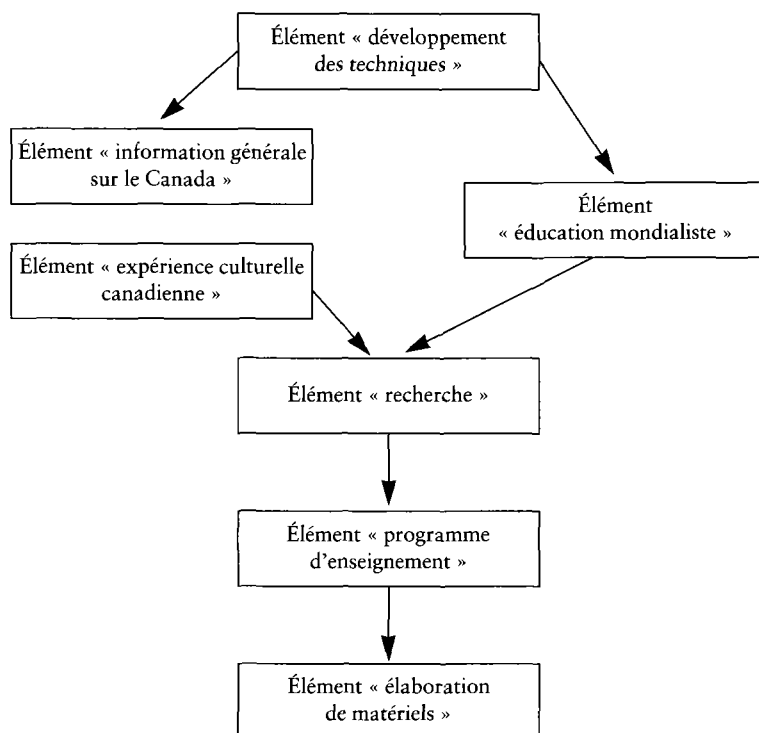 Élément « développement
des techniques »
Élément « information générale
sur le Canada »
Élément
« éducation mondialiste »
Élément « expérience culturelle
canadienne »
Élément « recherche »
Élément « programme
d'enseignement »
Élément « élaboration
de matériels »